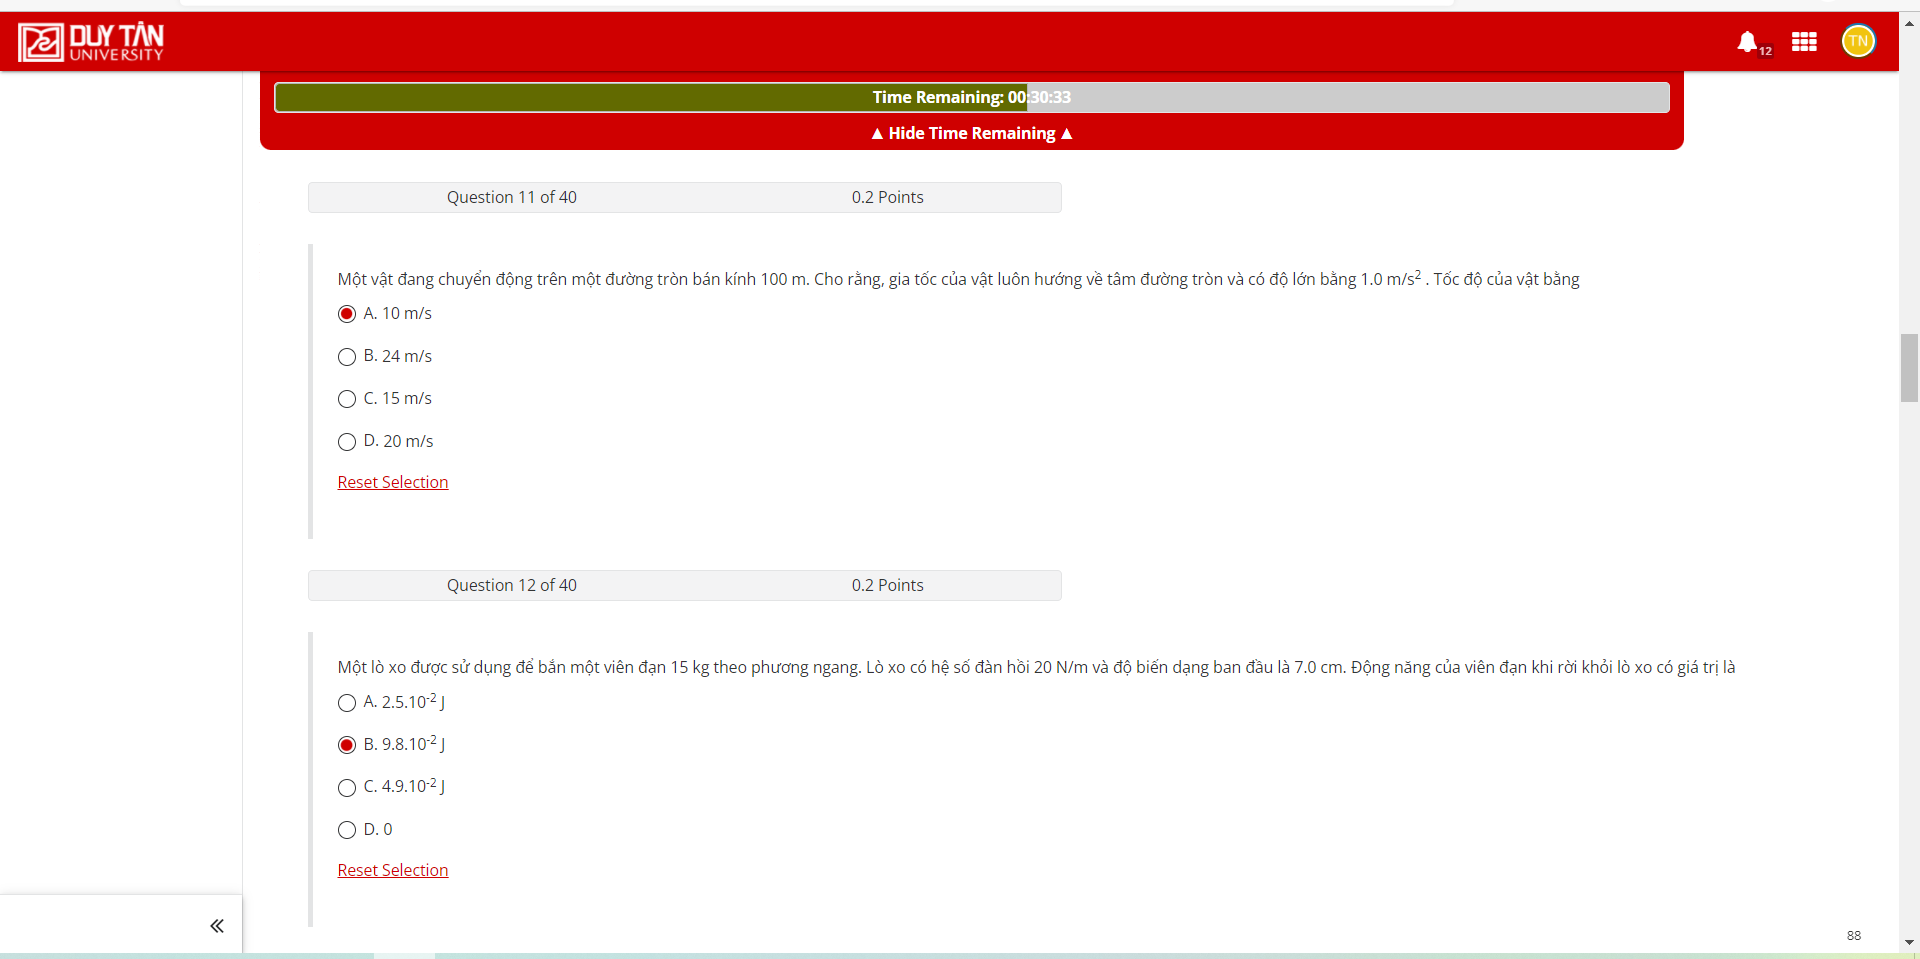 DUY TÂN
UNIVERSITY
12
TN
Time Remaining: 00:30:33
▲ Hide Time Remaining ▲
Question 11 of 40 0.2 Points
Một vật đang chuyển động trên một đường tròn bán kính 100 m. Cho rằng, gia tốc của vật luôn hướng về tâm đường tròn và có độ lớn bằng 1.0 m/s² . Tốc độ của vật bằng
A. 10 m/s
B. 24 m/s
C. 15 m/s
D. 20 m/s
Reset Selection
Question 12 of 40 0.2 Points
Một lò xo được sử dụng để bắn một viên đạn 15 kg theo phương ngang. Lò xo có hệ số đàn hồi 20 N/m và độ biến dạng ban đầu là 7.0 cm. Động năng của viên đạn khi rời khỏi lò xo có giá trị là
A. 2.5.10⁻² J
B. 9.8.10⁻² J
C. 4.9.10⁻² J
D. 0
Reset Selection
88